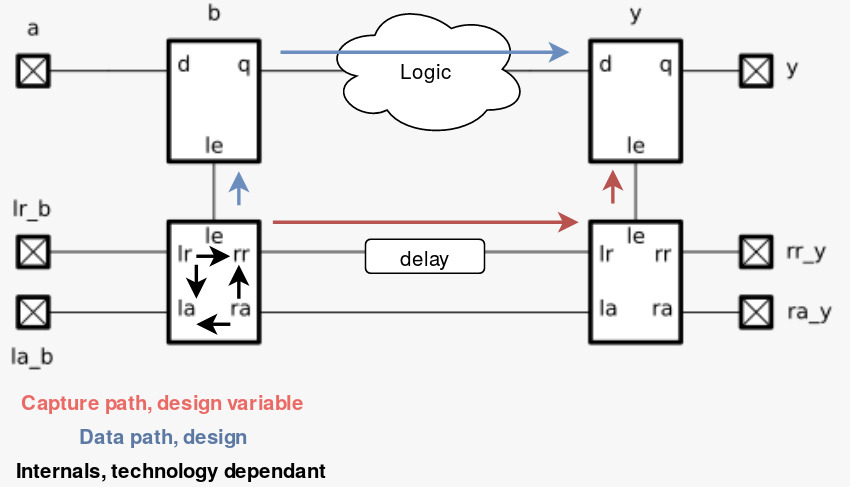 a
b
y
d q
Logic
d q
y
le
le
lr_b
le
lr rr
delay
le
lr rr
rr_y
la ra
la ra
ra_y
la_b
Capture path, design variable
Data path, design
Internals, technology dependant